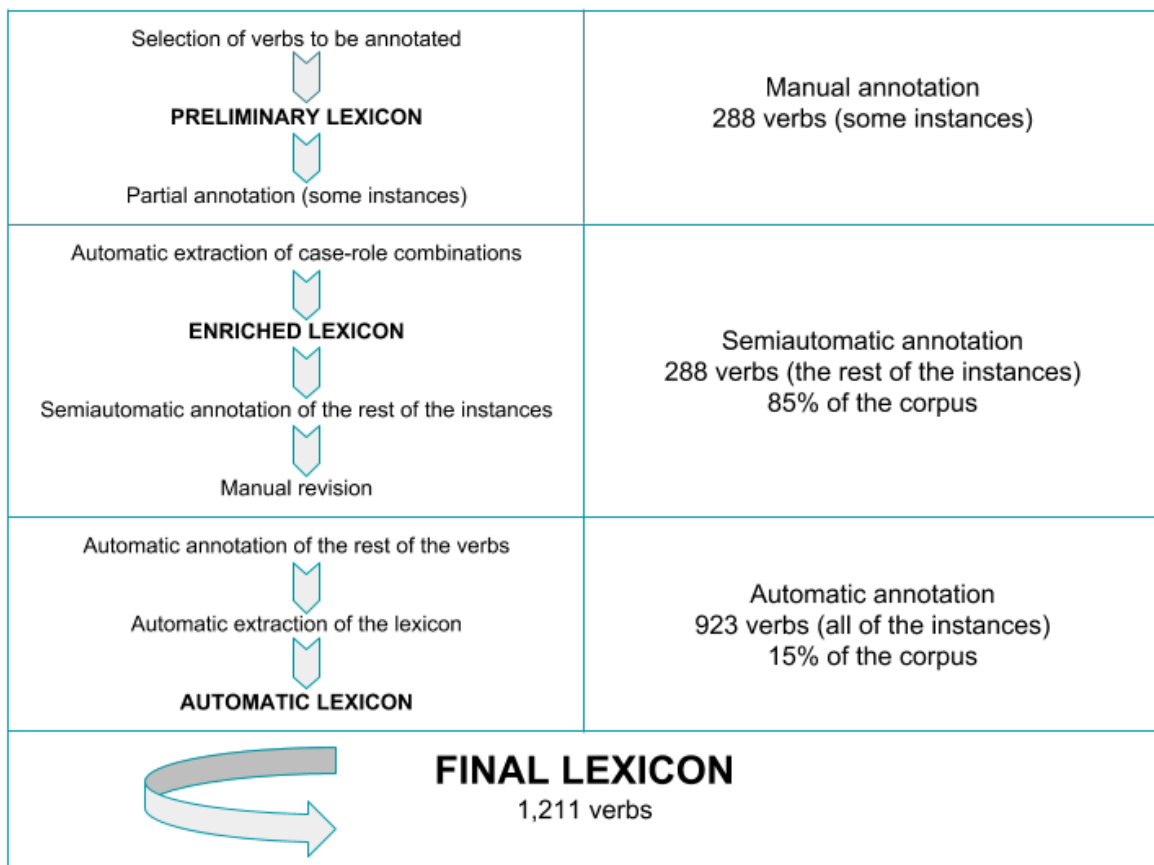 Selection of verbs to be annotated
PRELIMINARY LEXICON
Partial annotation (some instances)
Manual annotation
288 verbs (some instances)
Automatic extraction of case-role combinations
ENRICHED LEXICON
Semiautomatic annotation of the rest of the instances
Manual revision
Semiautomatic annotation
288 verbs (the rest of the instances)
85% of the corpus
Automatic annotation of the rest of the verbs
Automatic extraction of the lexicon
AUTOMATIC LEXICON
Automatic annotation
923 verbs (all of the instances)
15% of the corpus
FINAL LEXICON
1,211 verbs